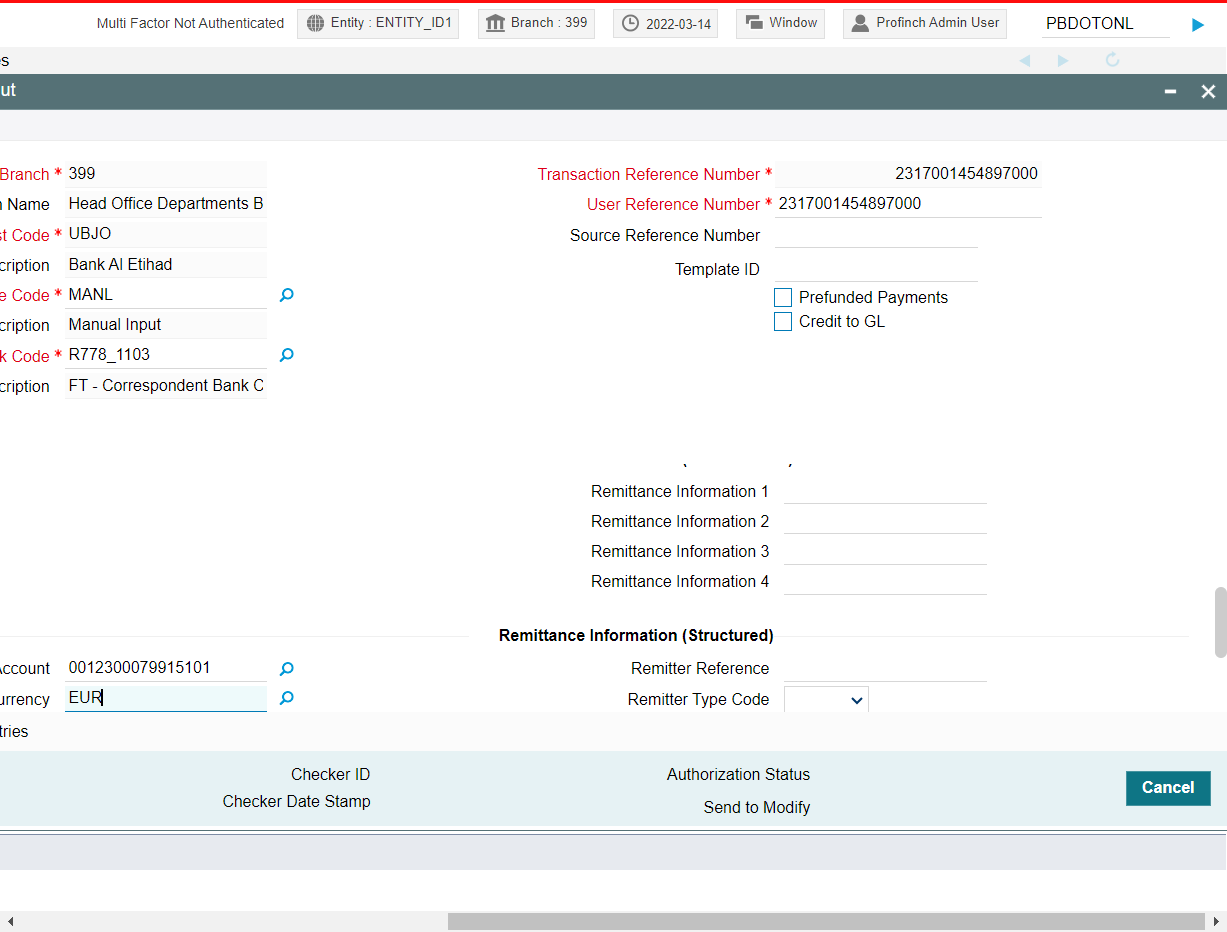 Multi Factor Not Authenticated Entity : ENTITY_ID1 Branch : 399 2022-03-14 Window Profinch Admin User PBDOTONL
s
ut
Branch * 399 Transaction Reference Number * 2317001454897000
n Name Head Office Departments B User Reference Number * 2317001454897000
st Code * UBJO Source Reference Number
cription Bank Al Etihad Template ID
e Code * MANL Prefunded Payments
cription Manual Input Credit to GL
k Code * R778_1103
cription FT - Correspondent Bank C
Remittance Information 1
Remittance Information 2
Remittance Information 3
Remittance Information 4
Remittance Information (Structured)
Account 0012300079915101 Remitter Reference
urrency EUR Remitter Type Code
tries
Checker ID Authorization Status Cancel
Checker Date Stamp Send to Modify